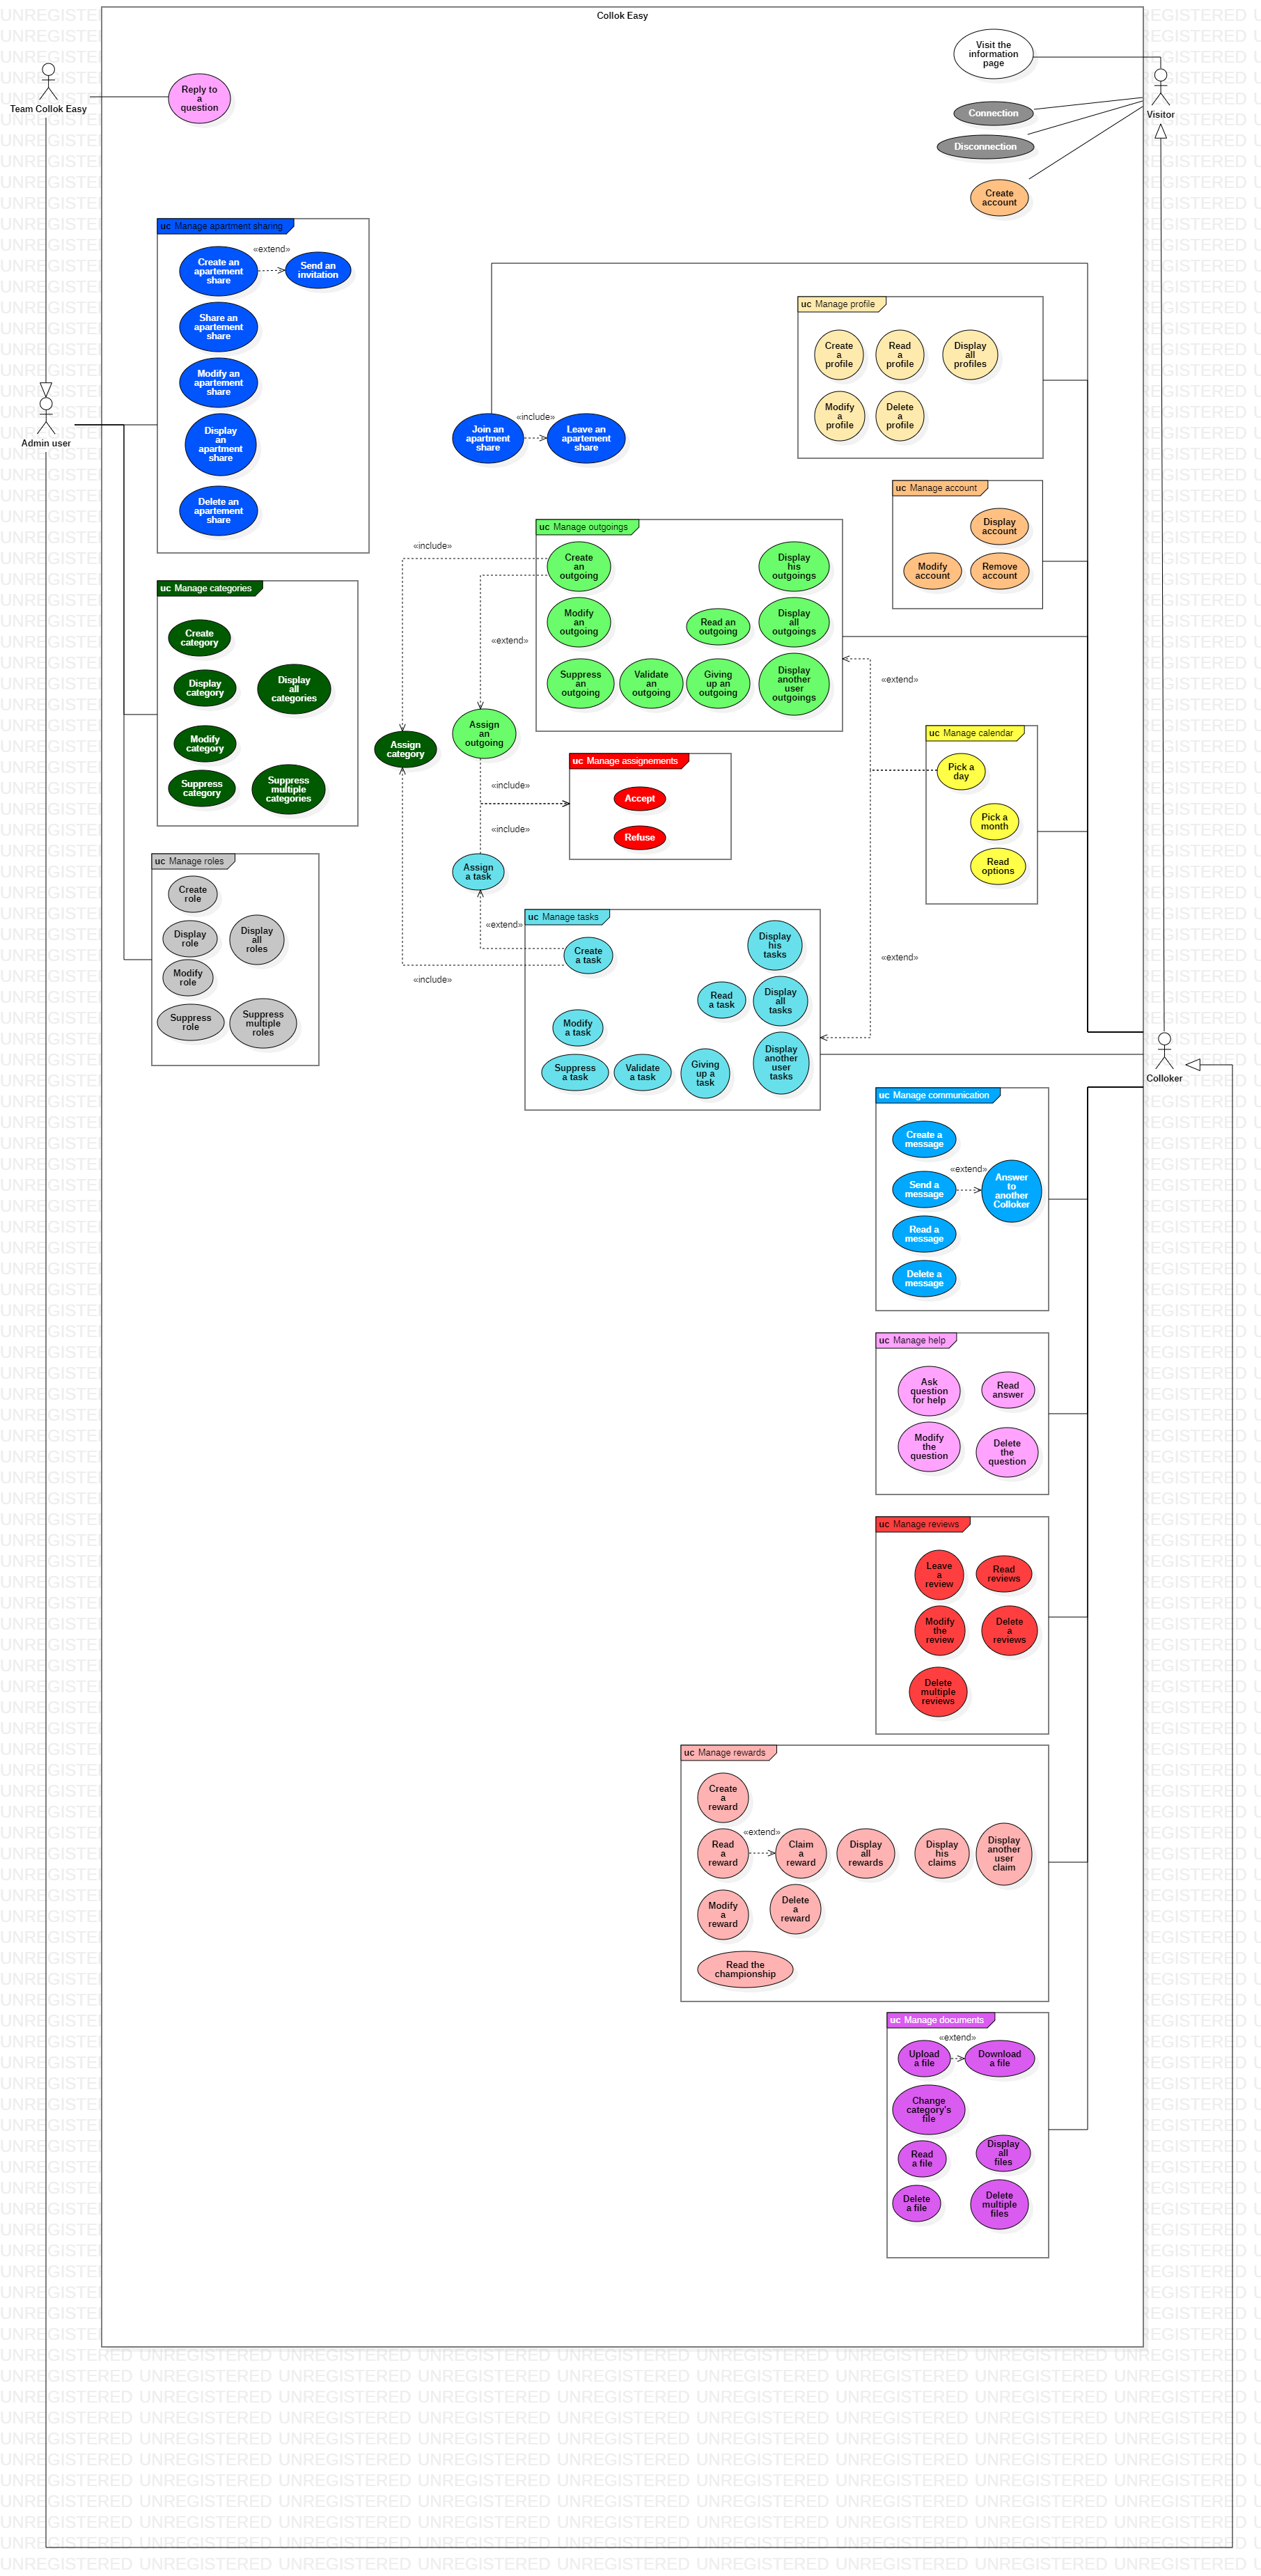 Collok Easy
Visit the
information
page
Team Collok Easy
Reply to
a
question
Connection
Visitor
Disconnection
Create
account
uc Manage apartment sharing
«extend»
Create an
apartement
share
Send an
invitation
Share an
apartement
share
Modify an
apartement
share
Display
an
apartment
share
Delete an
apartement
share
Admin user
uc Manage profile
Create
a
profile
Read
a
profile
Display
all
profiles
Modify
a
profile
Delete
a
profile
Join an
apartment
share
«include»
Leave an
apartement
share
uc Manage account
Display
account
Modify
account
Remove
account
uc Manage outgoings
«include»
Create
an
outgoing
Display
his
outgoings
Modify
an
outgoing
Read an
outgoing
Display
all
outgoings
«extend»
Suppress
an
outgoing
Validate
an
outgoing
Giving
up an
outgoing
Display
another
user
outgoings
«extend»
uc Manage categories
Create
category
Display
category
Display
all
categories
Modify
category
Suppress
category
Suppress
multiple
categories
Assign
category
Assign
an
outgoing
uc Manage calendar
Pick a
day
Pick a
month
Read
options
uc Manage assignements
«include»
Accept
«include»
Refuse
uc Manage roles
Create
role
Display
role
Display
all
roles
Modify
role
Suppress
role
Suppress
multiple
roles
Assign
a task
uc Manage tasks
«extend»
Create
a task
Display
his
tasks
«extend»
«include»
Read
a task
Display
all
tasks
Modify
a task
Suppress
a task
Validate
a task
Giving
up a
task
Display
another
user
tasks
Colloker
uc Manage communication
Create a
message
«extend»
Send a
message
Answer
to
another
Colloker
Read a
message
Delete a
message
uc Manage help
Ask
question
for help
Read
answer
Modify
the
question
Delete
the
question
uc Manage reviews
Leave
a
review
Read
reviews
Modify
the
review
Delete
a
reviews
Delete
multiple
reviews
uc Manage rewards
Create
a
reward
«extend»
Read
a
reward
Claim
a
reward
Display
all
rewards
Display
his
claims
Display
another
user
claim
Modify
a
reward
Delete
a
reward
Read the
championship
uc Manage documents
«extend»
Upload
a file
Download
a file
Change
category's
file
Read
a file
Display
all
files
Delete
a file
Delete
multiple
files
UNREGISTERED UNREGISTERED UNREGISTERED UNREGISTERED UNREGISTERED UNREGISTERED UNREGISTERED UNREGISTERED UNREGISTERED